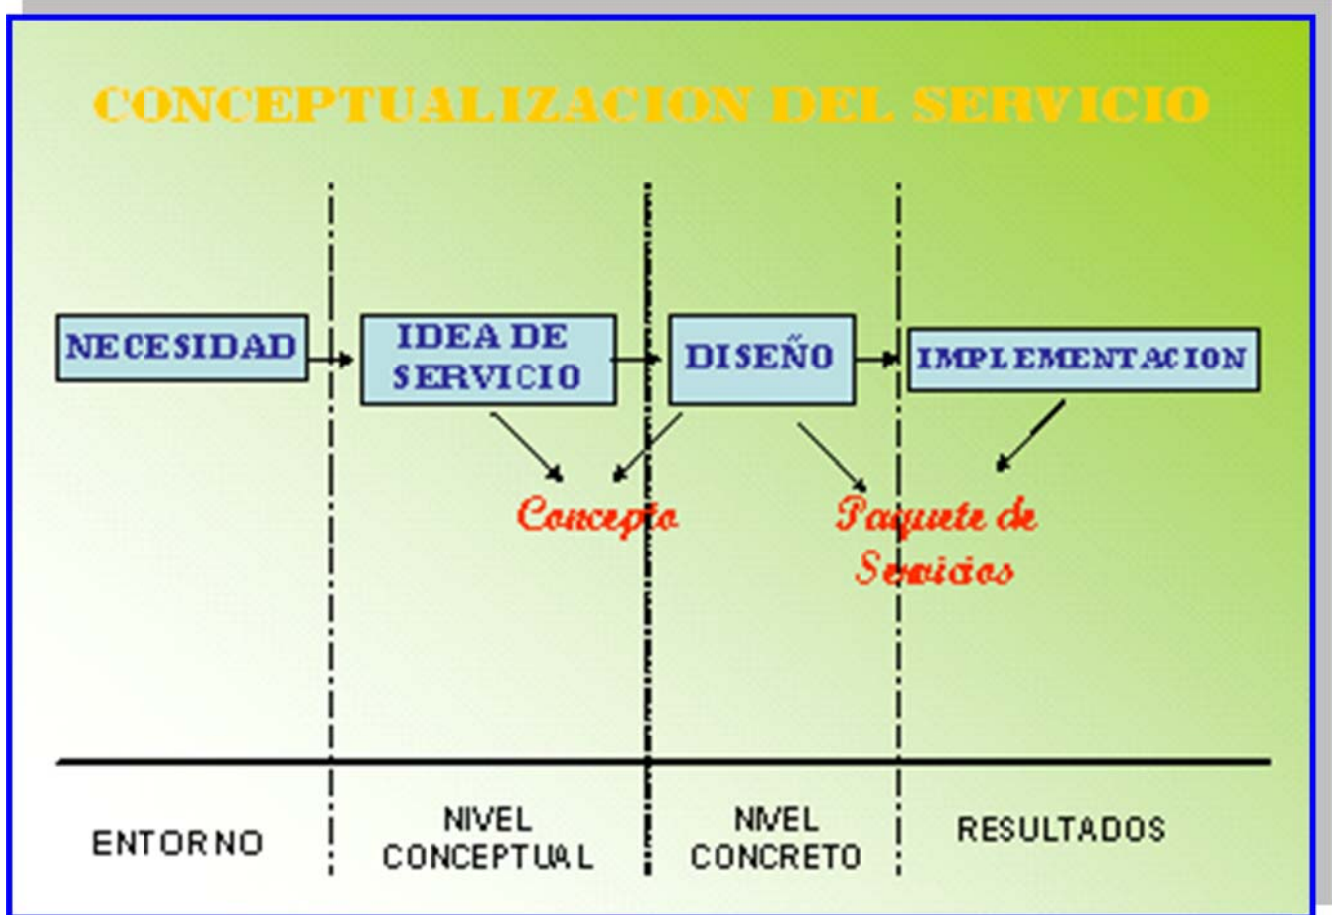 CONCEPTUALIZACION DEL SERVICIO
NECESIDAD
IDEA DE
SERVICIO
DISEÑO
IMPLEMENTACION
Concepto
Paquete de
Servicios
ENTORNO
NIVEL
CONCEPTUAL
NIVEL
CONCRETO
RESULTADOS